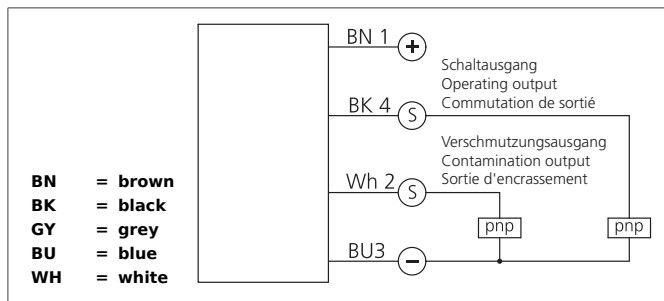 BN 1
+
Schaltausgang
Operating output
Commutation de sortié
BK 4
S
Verschmutzungsausgang
Contamination output
Sortie d'encrassement
Wh 2
S
pnp
pnp
BU3
−
BN = brown
BK = black
GY = grey
BU = blue
WH = white